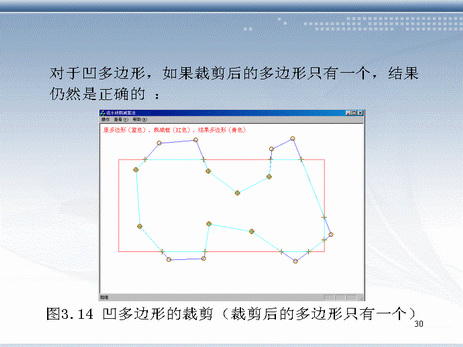 对于凹多边形，如果裁剪后的多边形只有一个，结果
仍然是正确的 ：
原多边形（蓝色），裁减框（红色），结果多边形（青色）
图3.14 凹多边形的裁剪（裁剪后的多边形只有一个）
30